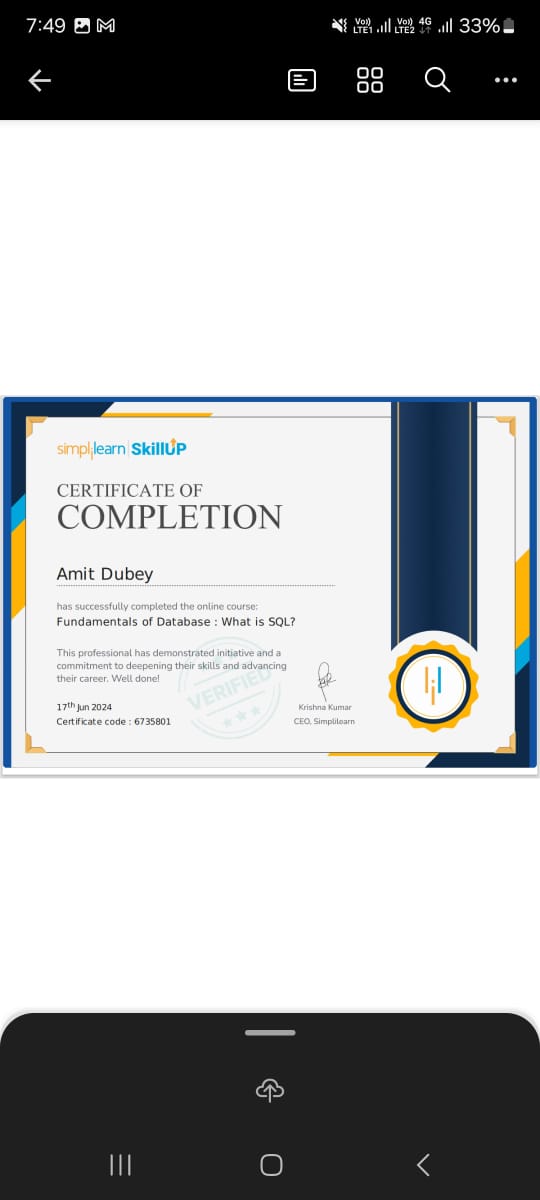 7:49
Vo)) LTE1 Vo)) LTE2 4G 33%
simplilearn SkillUP
CERTIFICATE OF
COMPLETION
Amit Dubey
has successfully completed the online course:
Fundamentals of Database : What is SQL?
This professional has demonstrated initiative and a
commitment to deepening their skills and advancing
their career. Well done!
VERIFIED
17th Jun 2024
Certificate code : 6735801
Krishna Kumar
CEO, Simplilearn